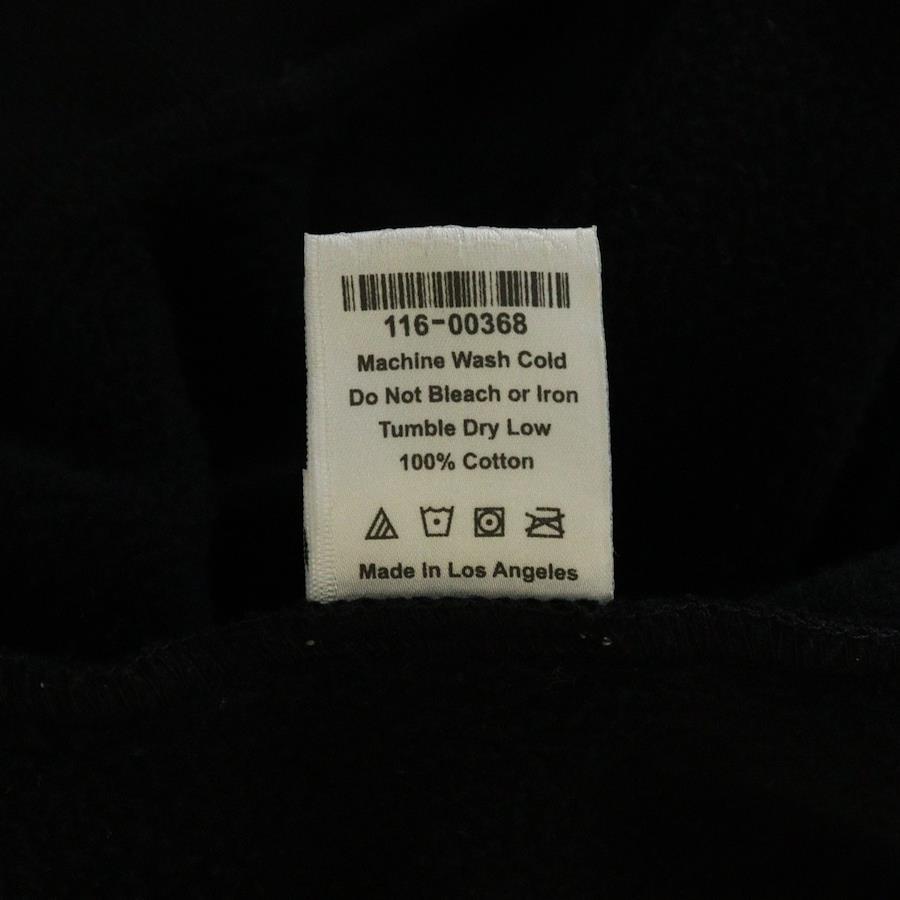 116-00368
Machine Wash Cold
Do Not Bleach or Iron
Tumble Dry Low
100% Cotton
Made In Los Angeles